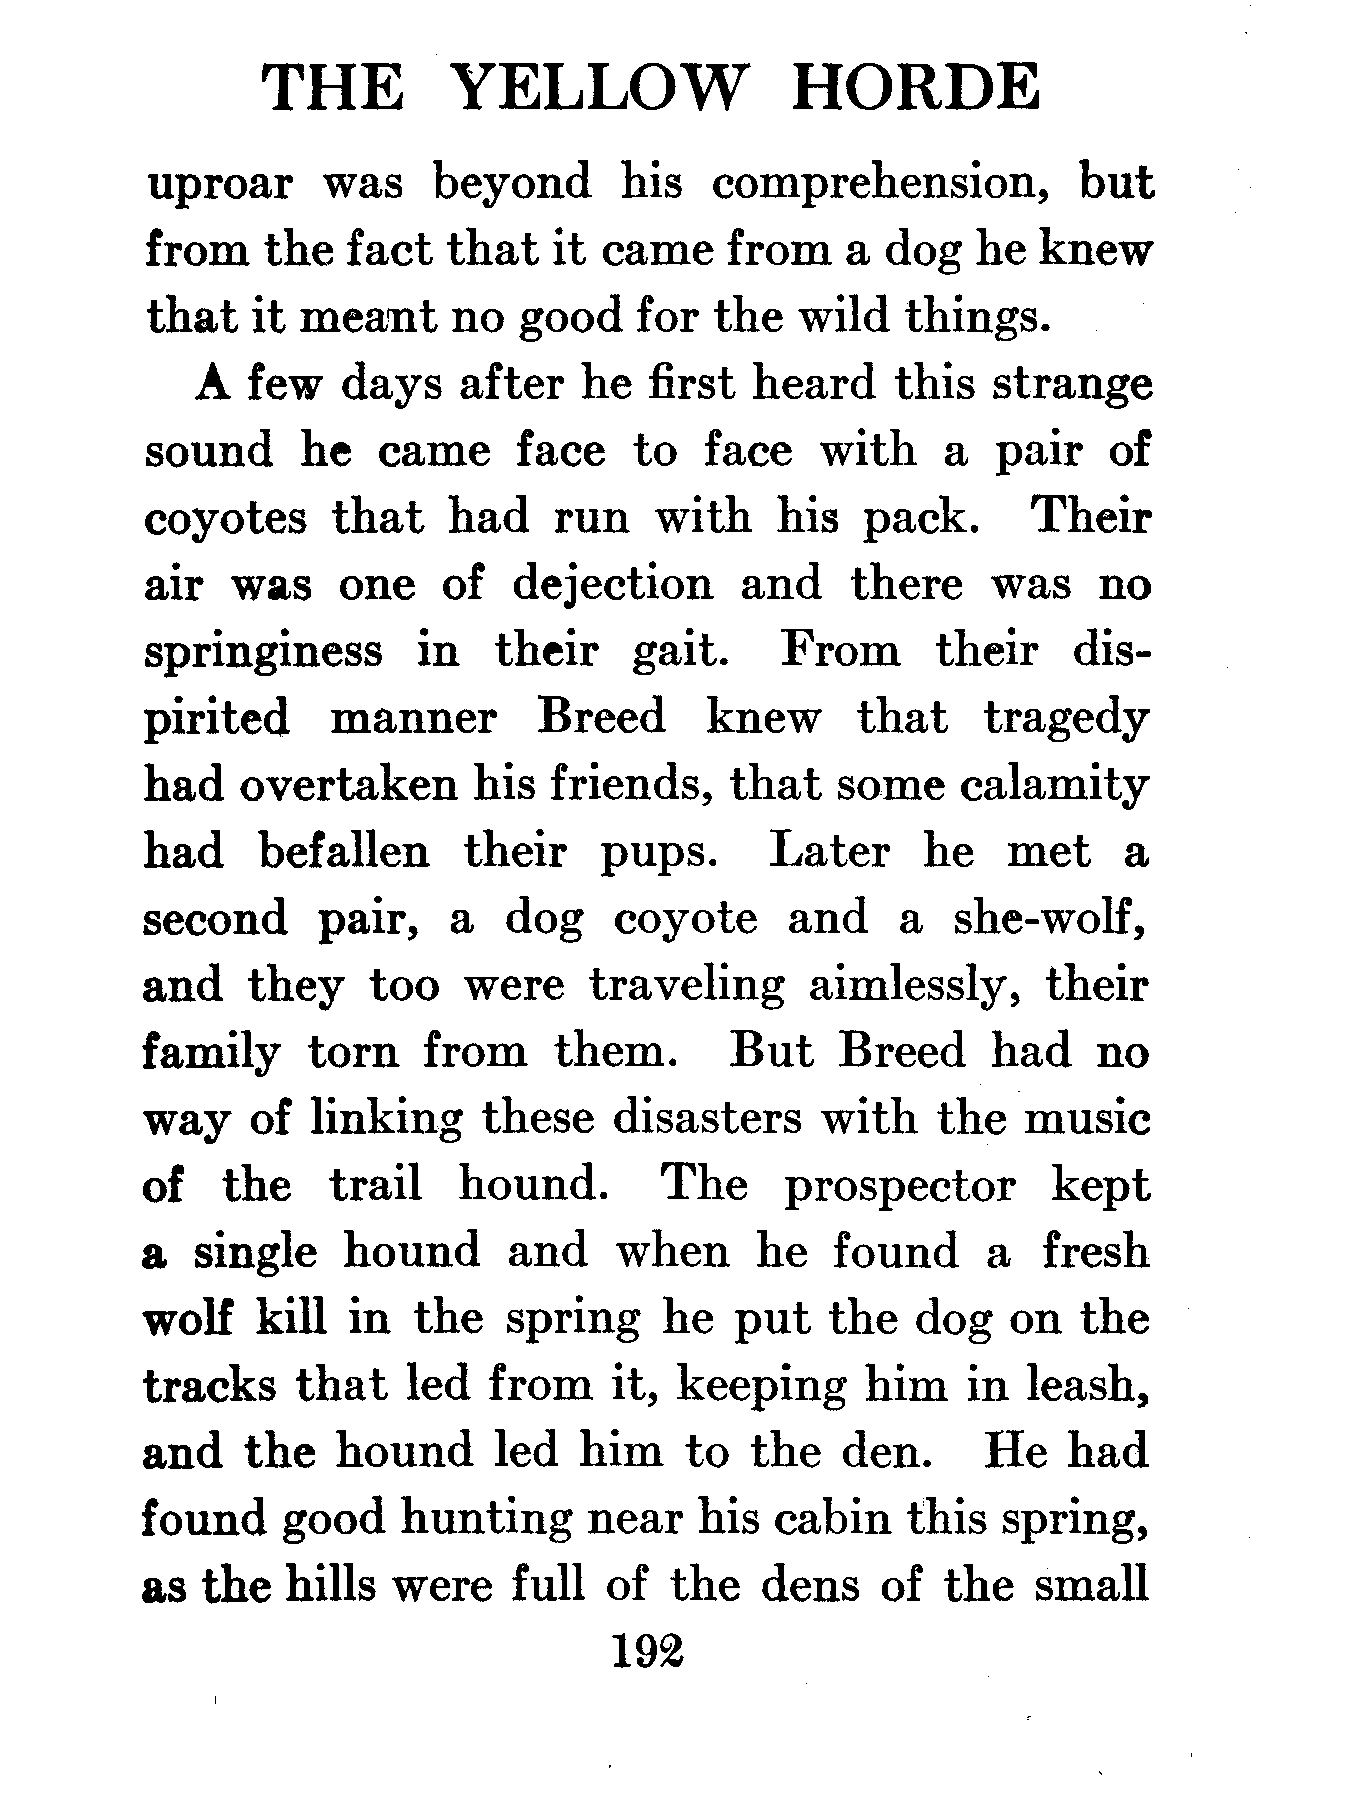 THE YELLOW HORDE
uproar was beyond his comprehension, but
from the fact that it came from a dog he knew
that it meant no good for the wild things.
A few days after he first heard this strange
sound he came face to face with a pair of
coyotes that had run with his pack. Their
air was one of dejection and there was no
springiness in their gait. From their dis-
pirited manner Breed knew that tragedy
had overtaken his friends, that some calamity
had befallen their pups. Later he met a
second pair, a dog coyote and a she-wolf,
and they too were traveling aimlessly, their
family torn from them. But Breed had no
way of linking these disasters with the music
of the trail hound. The prospector kept
a single hound and when he found a fresh
wolf kill in the spring he put the dog on the
tracks that led from it, keeping him in leash,
and the hound led him to the den. He had
found good hunting near his cabin this spring,
as the hills were full of the dens of the small
192